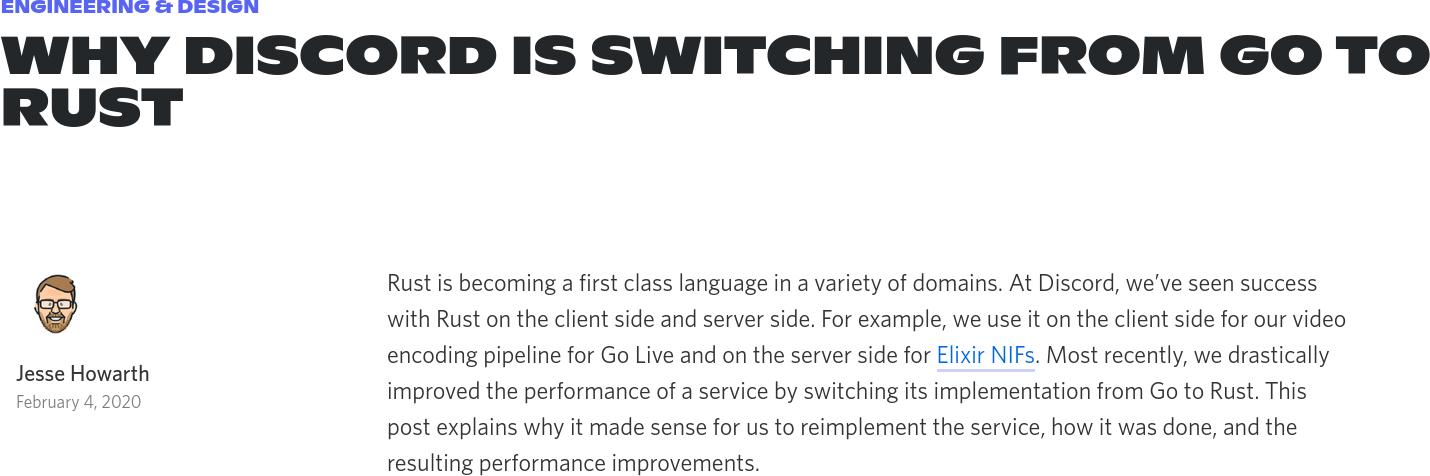 ENGINEERING & DESIGN
WHY DISCORD IS SWITCHING FROM GO TO
RUST
Jesse Howarth
February 4, 2020
Rust is becoming a first class language in a variety of domains. At Discord, we’ve seen success
with Rust on the client side and server side. For example, we use it on the client side for our video
encoding pipeline for Go Live and on the server side for Elixir NIFs. Most recently, we drastically
improved the performance of a service by switching its implementation from Go to Rust. This
post explains why it made sense for us to reimplement the service, how it was done, and the
resulting performance improvements.